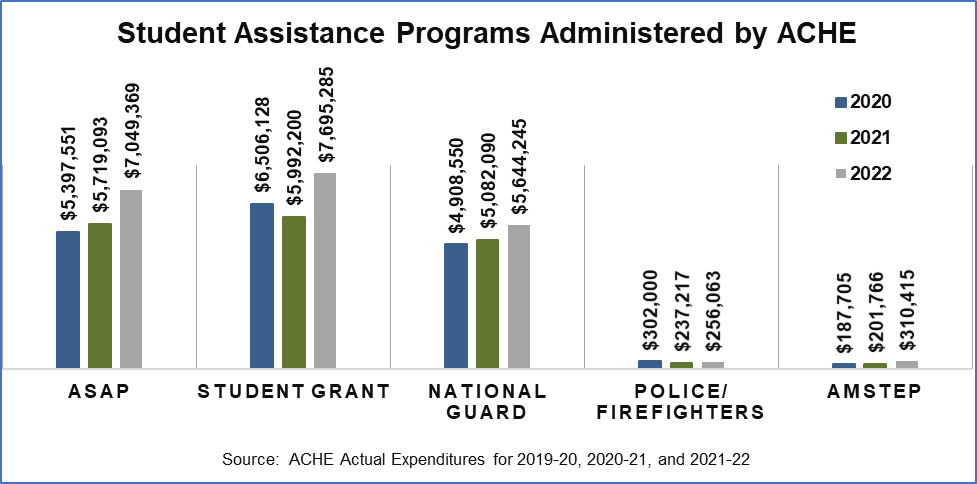 Student Assistance Programs Administered by ACHE
$5,397,551
$5,719,093
$7,049,369
$6,506,128
$5,992,200
$7,695,285
$4,908,550
$5,082,090
$5,644,245
$302,000
$237,217
$256,063
$187,705
$201,766
$310,415
2020
2021
2022
ASAP
STUDENT GRANT
NATIONAL
GUARD
POLICE/
FIREFIGHTERS
AMSTEP
Source: ACHE Actual Expenditures for 2019-20, 2020-21, and 2021-22